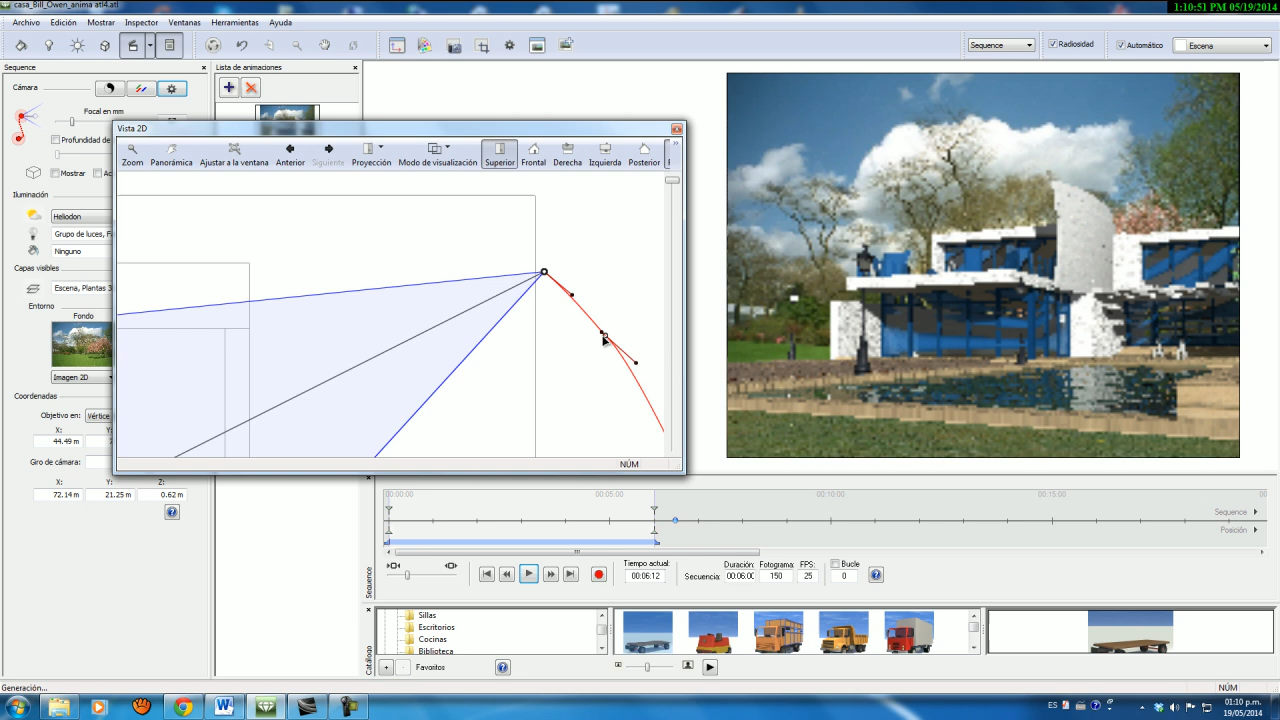 casa_Bill_Owen_anima atl4.atl
1:10:51 PM 05/19/2014
Archivo Edición Mostrar Inspector Ventanas Herramientas Ayuda
Sequence
Radiosidad
Automático
Escena
Sequence
Lista de animaciones
Cámara
Focal en mm
Profundidad de
Mostrar
Iluminación
Heliodon
Grupo de luces, Fa
Ninguno
Capas visibles
Escena, Plantas 3
Entorno
Fondo
Imagen 2D
Coordenadas
Objetivo en: Vértice
X:
44.49 m
Giro de cámara:
X: Y: Z:
72.14 m 21.25 m 0.62 m
Vista 2D
Zoom Panorámica Ajustar a la ventana Anterior Siguiente Proyección Modo de visualización Superior Frontal Derecha Izquierda Posterior
NÚM
00:00:00 00:05:00 00:10:00 00:15:00 00
Sequence
Posición
Sequence
Tiempo actual:
00:06:12
Secuencia:
Duración: Fotograma: FPS:
00:06:00 150 25
Bucle
0
Catálogo
Sillas
Escritorios
Cocinas
Biblioteca
Favoritos
Generación...
NÚM
ES
01:10 p.m.
19/05/2014